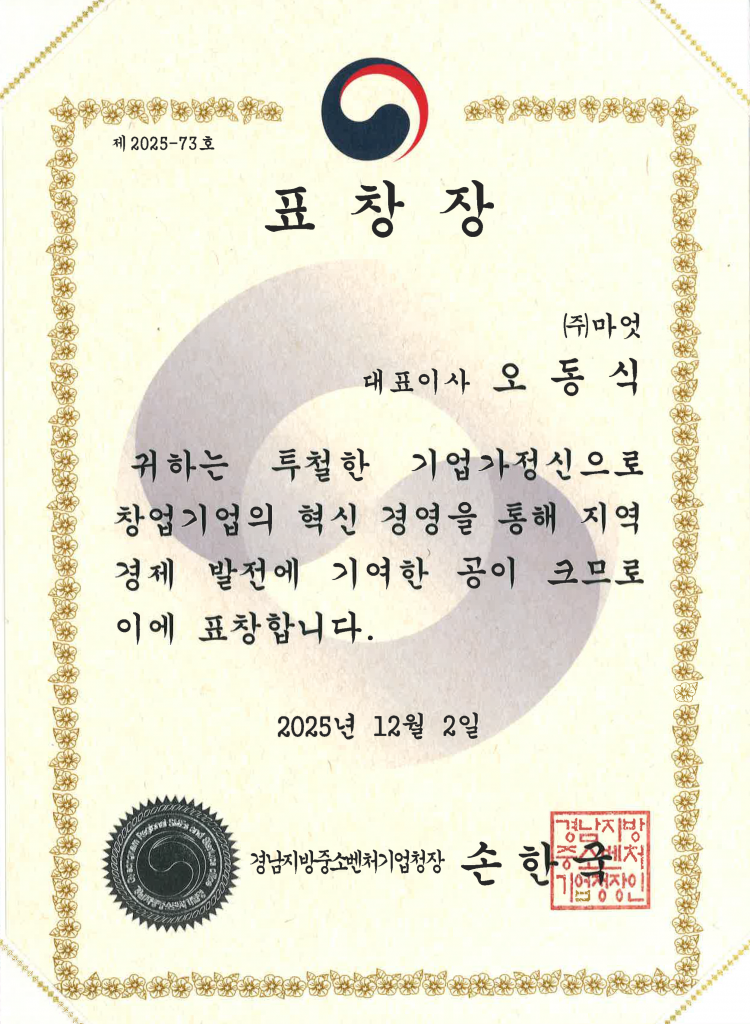 제 2025-73호
표 창 장
㈜마엇
대표이사 오 동 식
귀하는 투철한 기업가정신으로
창업기업의 혁신 경영을 통해 지역
경제 발전에 기여한 공이 크므로
이에 표창합니다.
2025년 12월 2일
경남지방중소벤처기업청장 손 한 국
경남지방
중소벤처
기업청장인